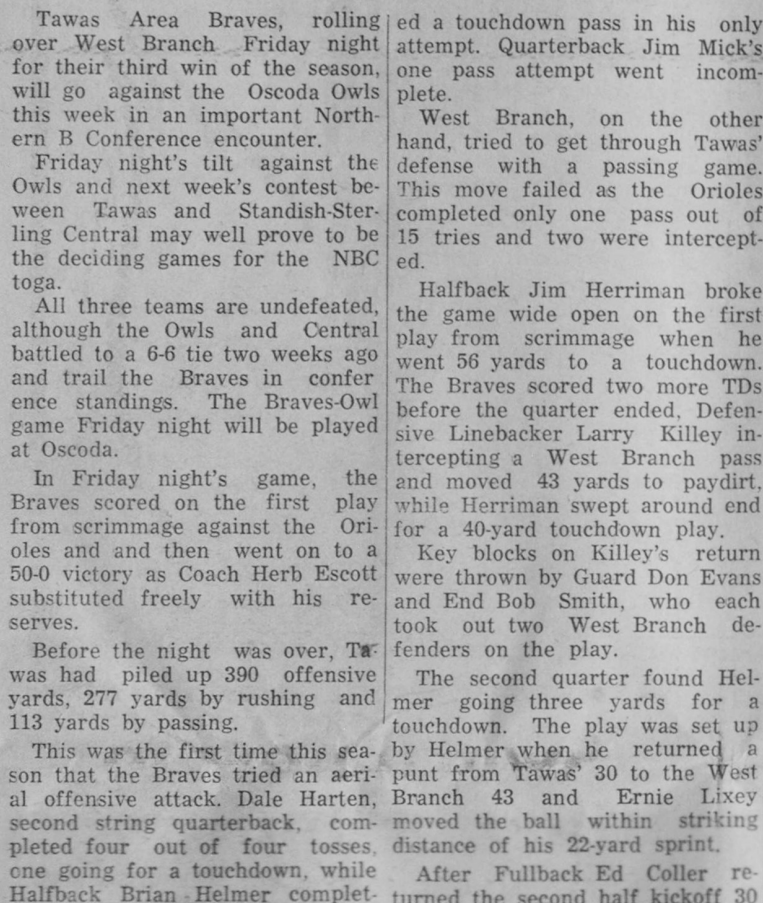 Tawas Area Braves, rolling
over West Branch Friday night
for their third win of the season,
will go against the Oscoda Owls
this week in an important North-
ern B Conference encounter.
Friday night's tilt against the
Owls and next week's contest be-
ween Tawas and Standish-Ster-
ling Central may well prove to be
the deciding games for the NBC
toga.
All three teams are undefeated,
although the Owls and Central
battled to a 6-6 tie two weeks ago
and trail the Braves in confer
ence standings. The Braves-Owl
game Friday night will be played
at Oscoda.
In Friday night's game, the
Braves scored on the first play
from scrimmage against the Ori-
oles and and then went on to a
50-0 victory as Coach Herb Escott
substituted freely with his re-
serves.
Before the night was over, Ta-
was had piled up 390 offensive
yards, 277 yards by rushing and
113 yards by passing.
This was the first time this sea-
son that the Braves tried an aeri-
al offensive attack. Dale Harten,
second string quarterback, com-
pleted four out of four tosses,
one going for a touchdown, while
Halfback Brian Helmer complet-
ed a touchdown pass in his only
attempt. Quarterback Jim Mick's
one pass attempt went incom-
plete.
West Branch, on the other
hand, tried to get through Tawas'
defense with a passing game.
This move failed as the Orioles
completed only one pass out of
15 tries and two were intercept-
ed.
Halfback Jim Herriman broke
the game wide open on the first
play from scrimmage when he
went 56 yards to a touchdown.
The Braves scored two more TDs
before the quarter ended, Defen-
sive Linebacker Larry Killey in-
tercepting a West Branch pass
and moved 43 yards to paydirt,
while Herriman swept around end
for a 40-yard touchdown play.
Key blocks on Killey's return
were thrown by Guard Don Evans
and End Bob Smith, who each
took out two West Branch de-
fenders on the play.
The second quarter found Hel-
mer going three yards for a
touchdown. The play was set up
by Helmer when he returned a
punt from Tawas' 30 to the West
Branch 43 and Ernie Lixey
moved the ball within striking
distance of his 22-yard sprint.
After Fullback Ed Coller re-
turned the second half kickoff 30